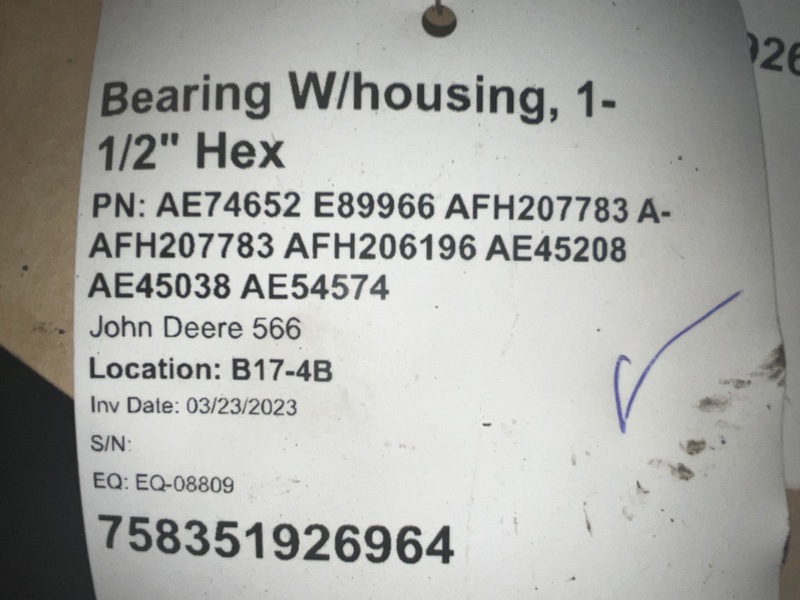 Bearing W/housing, 1-
1/2" Hex
PN: AE74652 E89966 AFH207783 A-
AFH207783 AFH206196 AE45208
AE45038 AE54574
John Deere 566
Location: B17-4B
Inv Date: 03/23/2023
S/N:
EQ: EQ-08809
758351926964
926